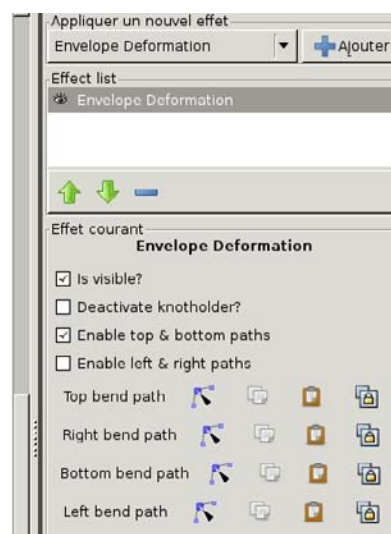 Appliquer un nouvel effet
Envelope Deformation
Ajouter
Effect list
Envelope Deformation
Effet courant
Envelope Deformation
Is visible?
Deactivate knotholder?
Enable top & bottom paths
Enable left & right paths
Top bend path
Right bend path
Bottom bend path
Left bend path